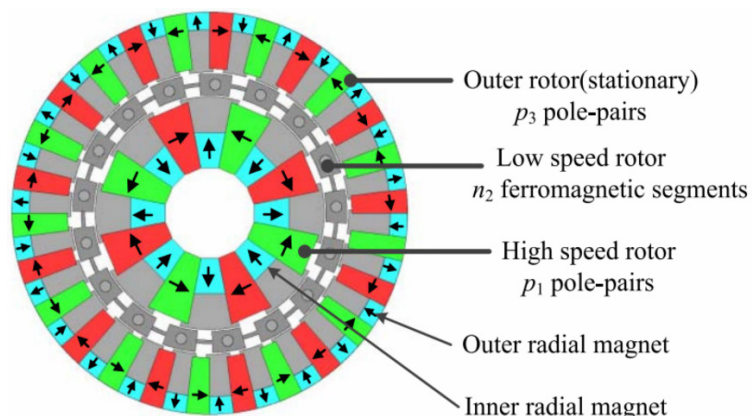 Outer rotor(stationary)
p₃ pole-pairs
Low speed rotor
n₂ ferromagnetic segments
High speed rotor
p₁ pole-pairs
Outer radial magnet
Inner radial magnet